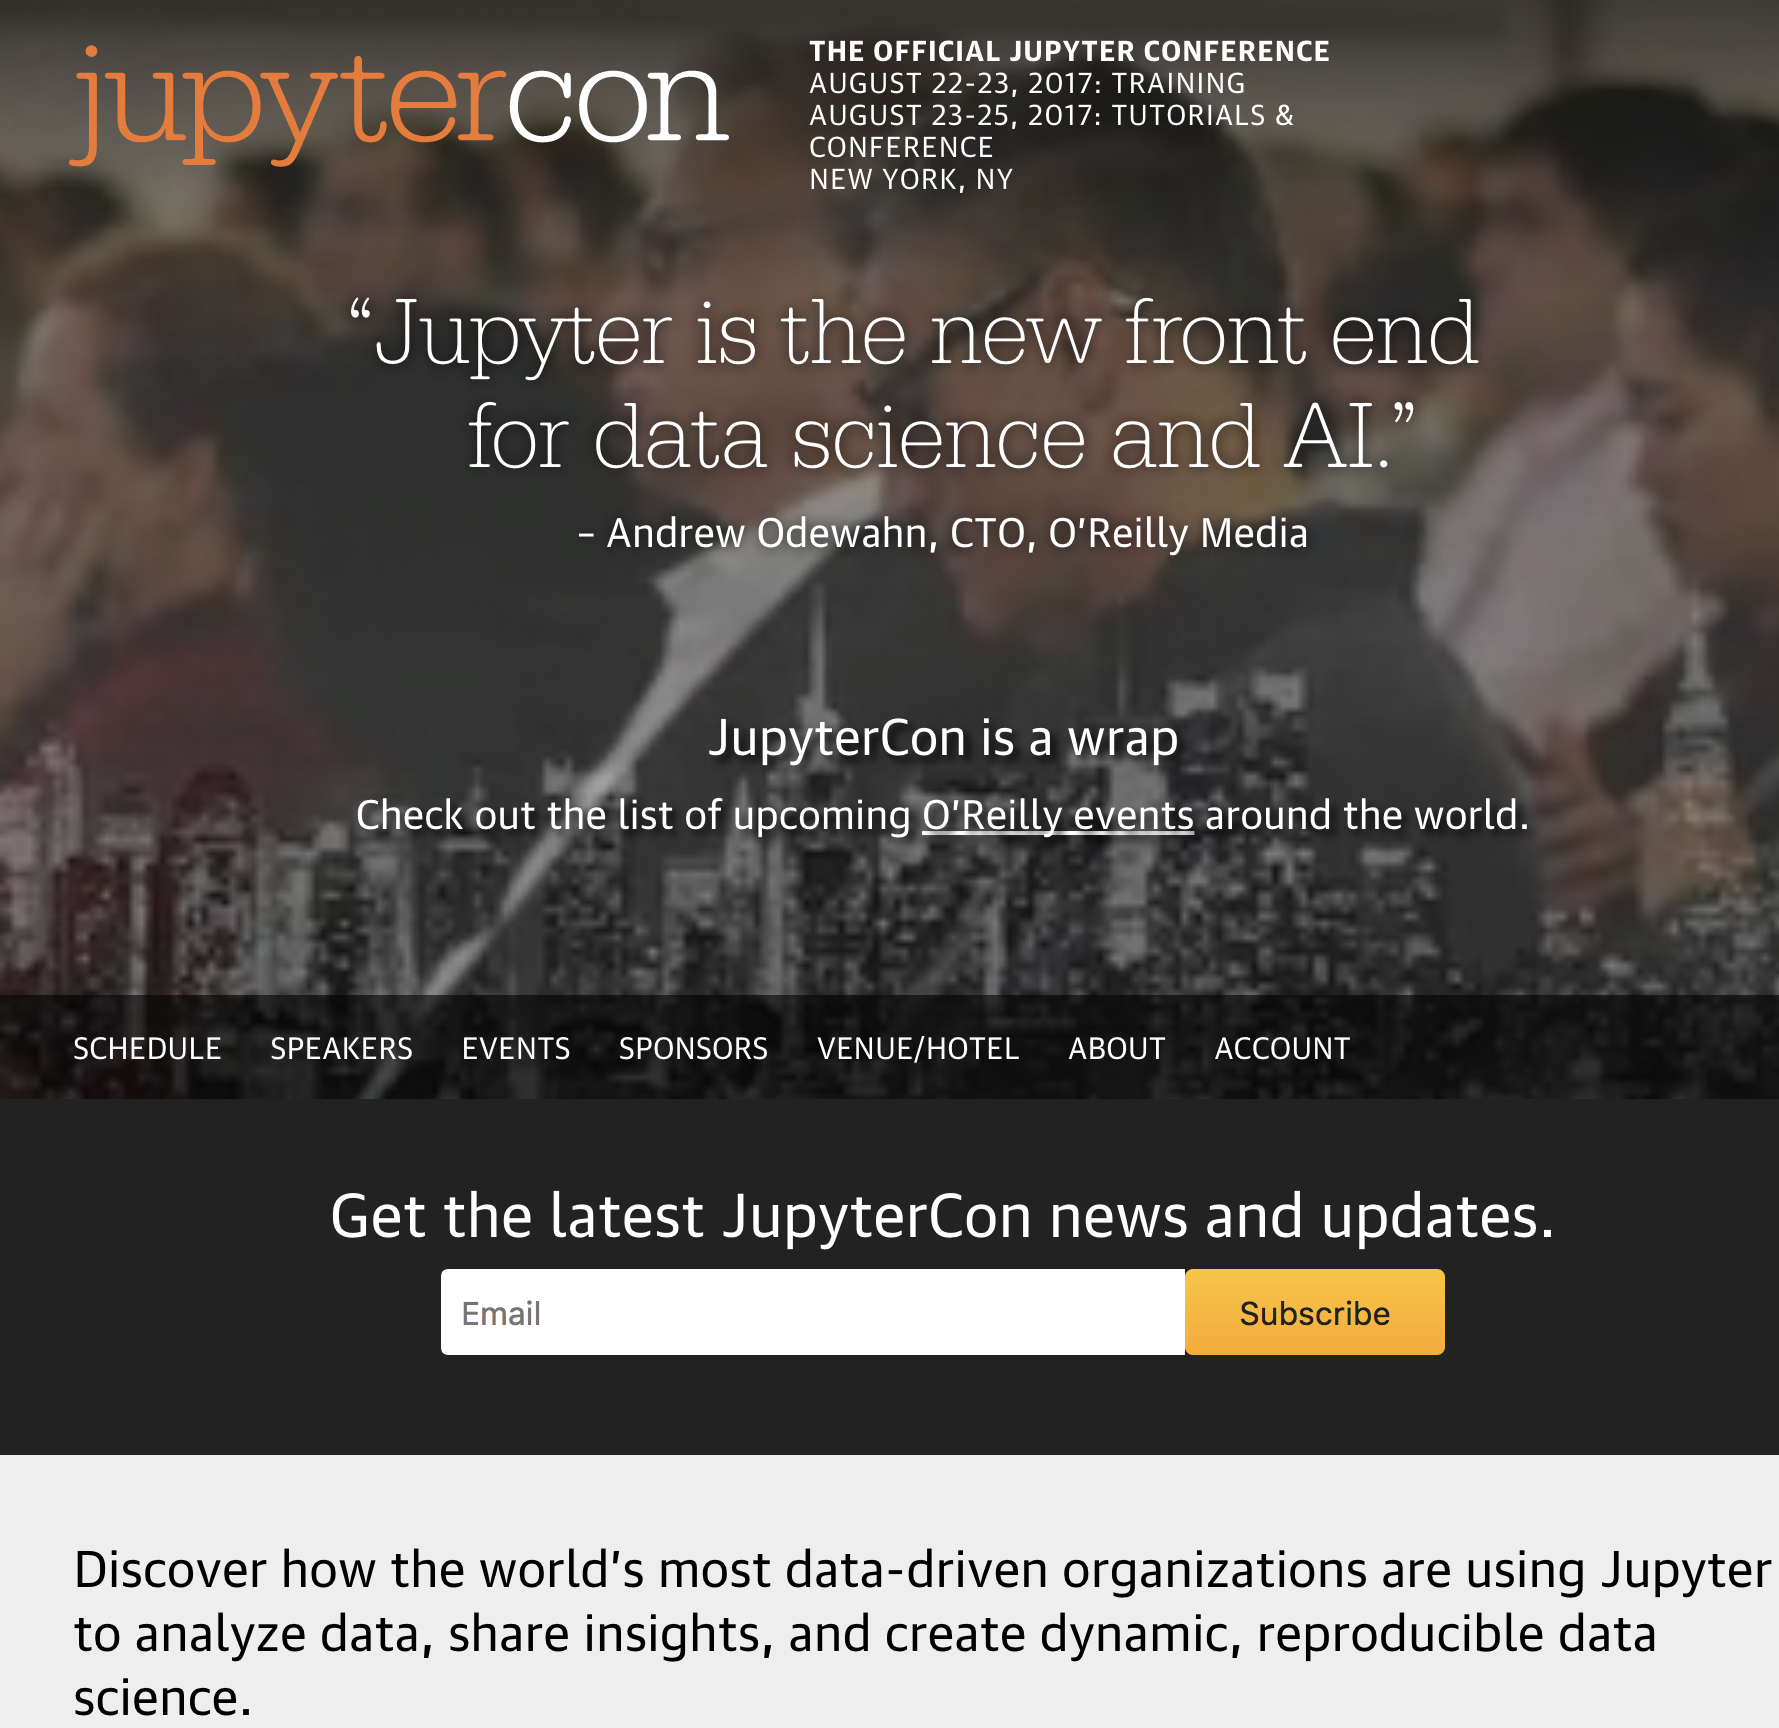 jupytercon
THE OFFICIAL JUPYTER CONFERENCE
AUGUST 22-23, 2017: TRAINING
AUGUST 23-25, 2017: TUTORIALS &
CONFERENCE
NEW YORK, NY
“Jupyter is the new front end
for data science and AI.”
– Andrew Odewahn, CTO, O'Reilly Media
JupyterCon is a wrap
Check out the list of upcoming O'Reilly events around the world.
SCHEDULE SPEAKERS EVENTS SPONSORS VENUE/HOTEL ABOUT ACCOUNT
Get the latest JupyterCon news and updates.
Email Subscribe
Discover how the world's most data-driven organizations are using Jupyter
to analyze data, share insights, and create dynamic, reproducible data
science.